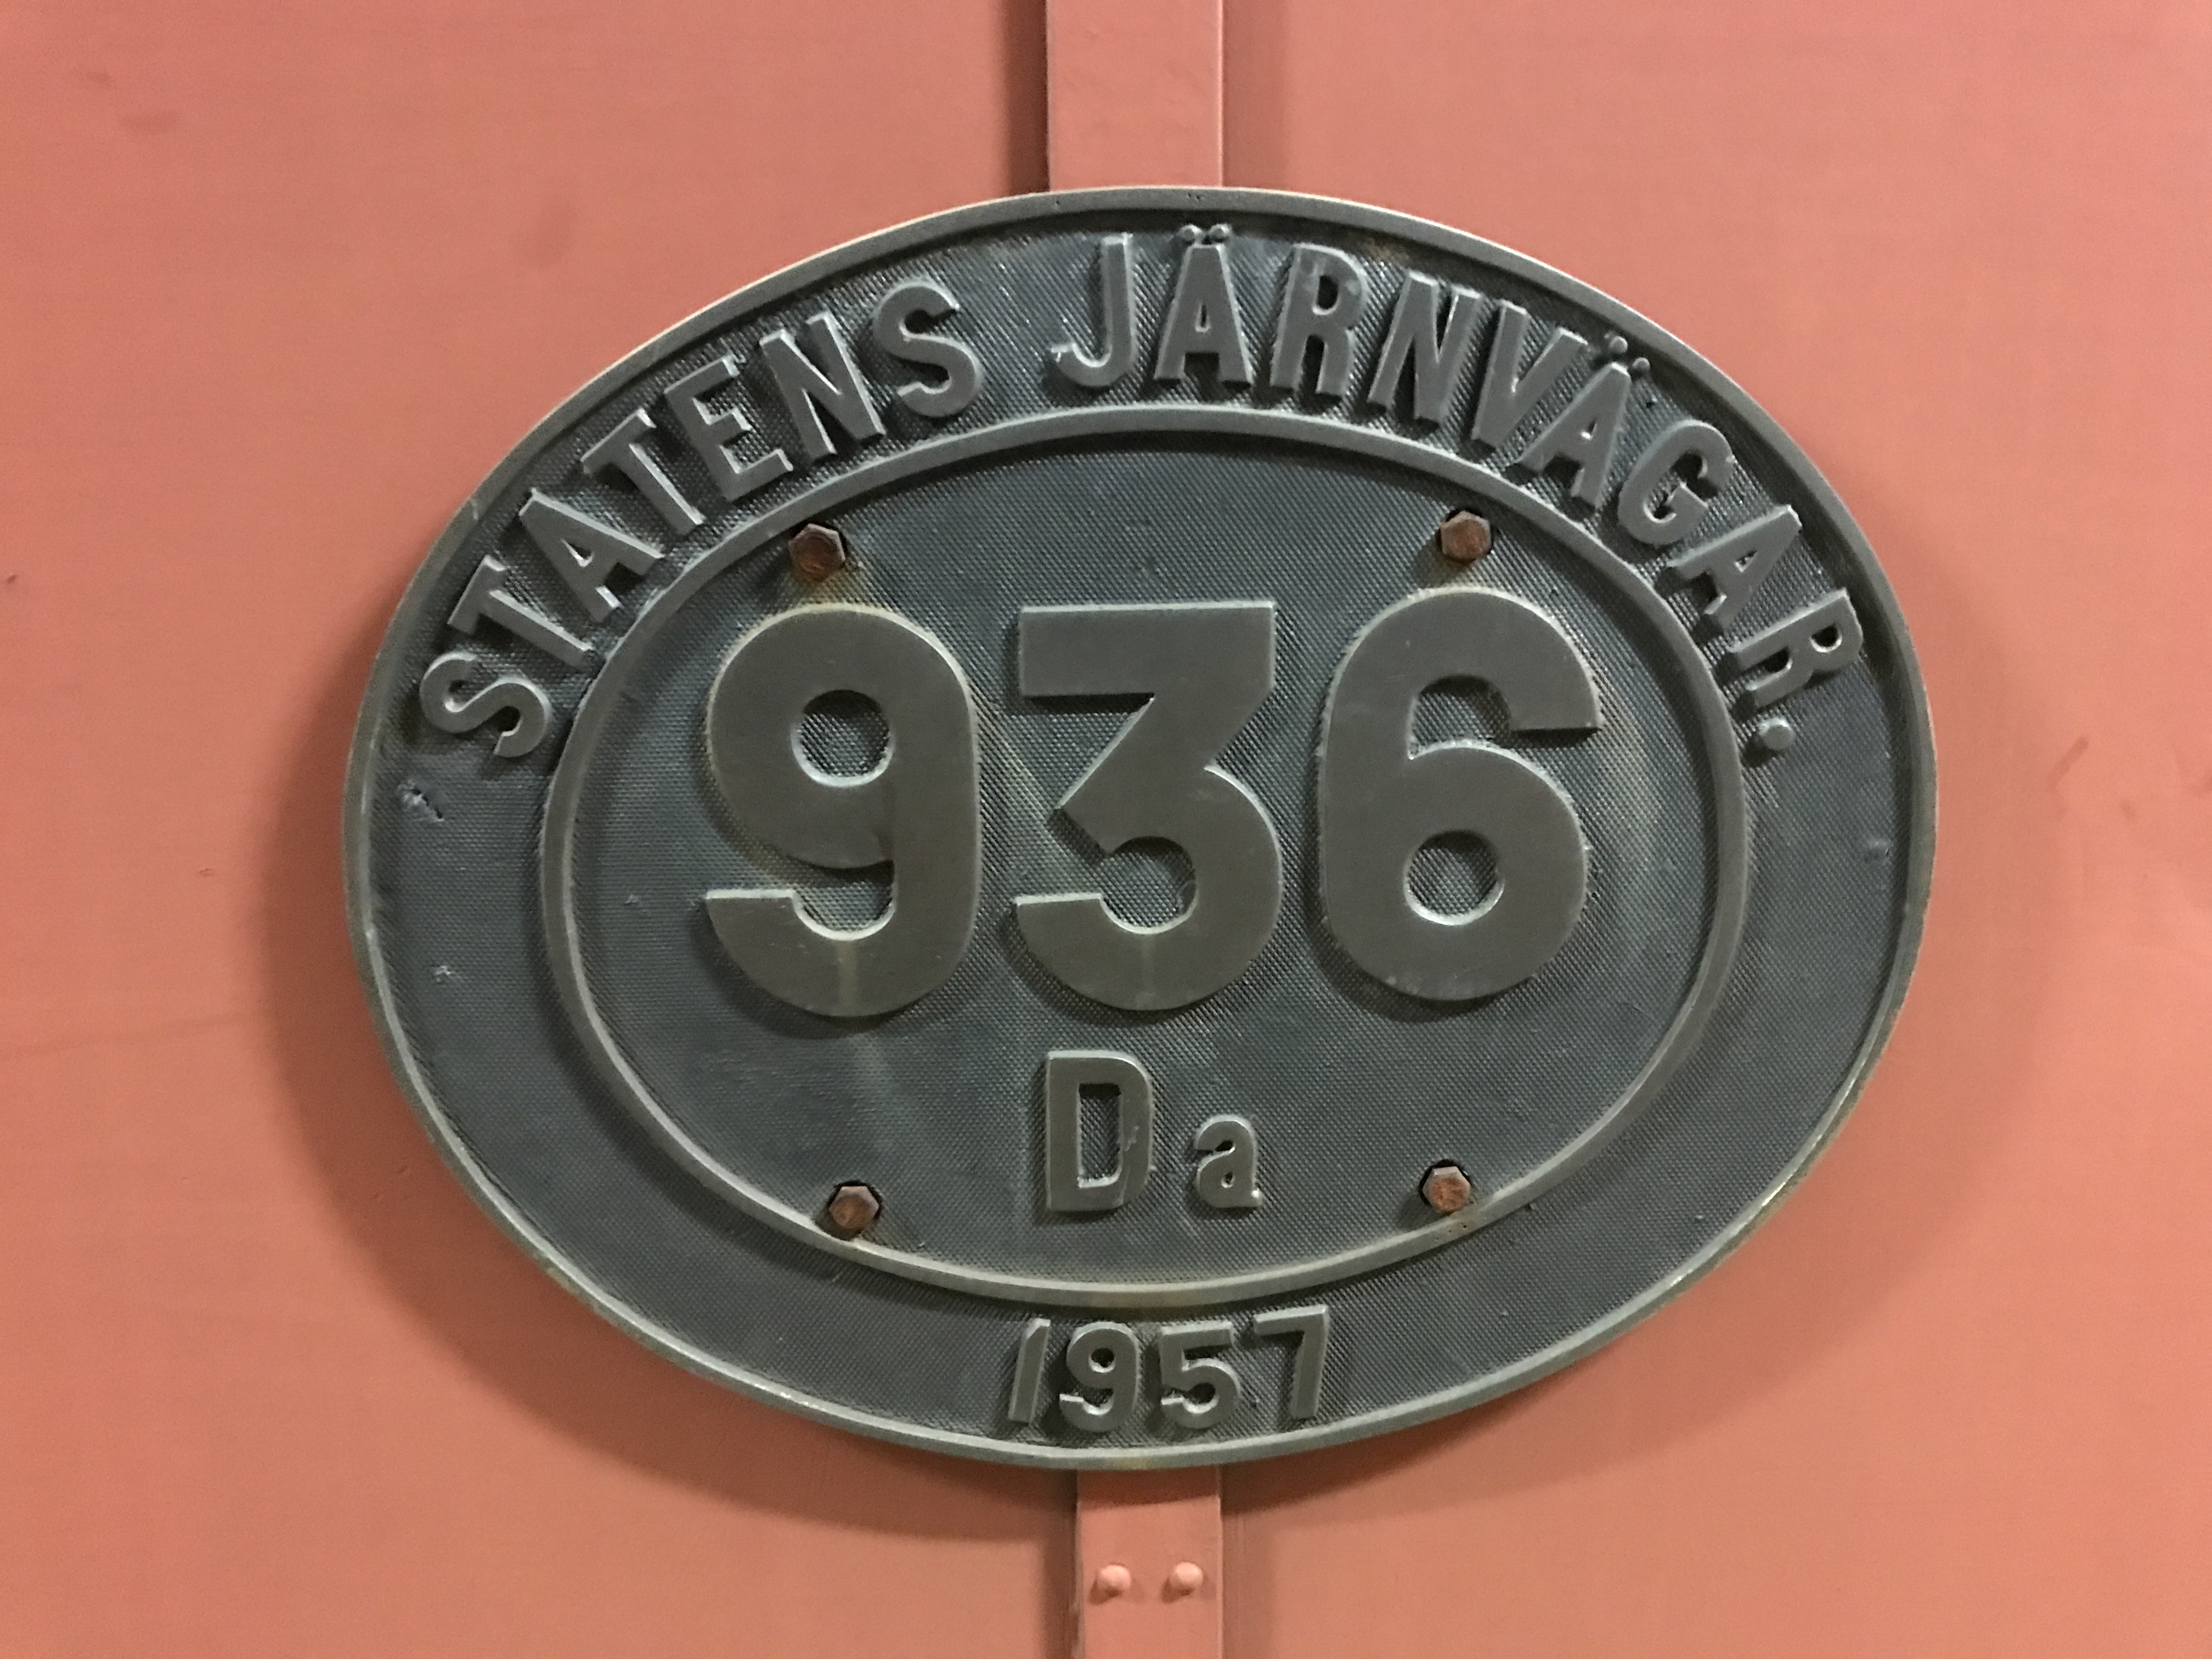 STATENS JÄRNVÄGAR.
936
Da
1957